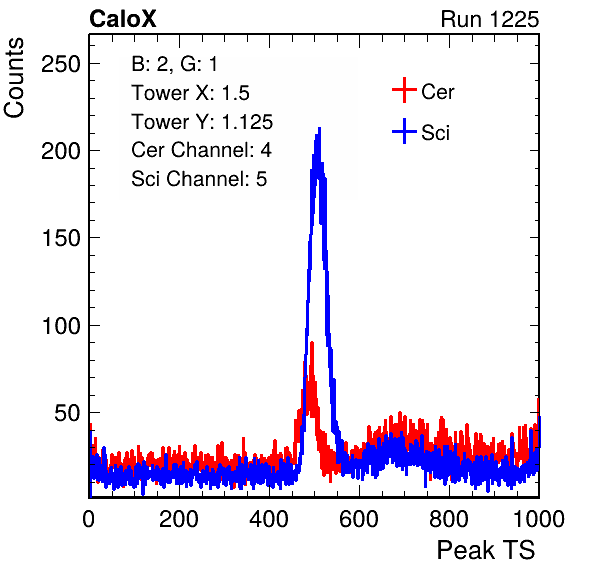 CaloX Run 1225
Counts
B: 2, G: 1
Tower X: 1.5
Tower Y: 1.125
Cer Channel: 4
Sci Channel: 5
Cer
Sci
250
200
150
100
50
0 200 400 600 800 1000
Peak TS